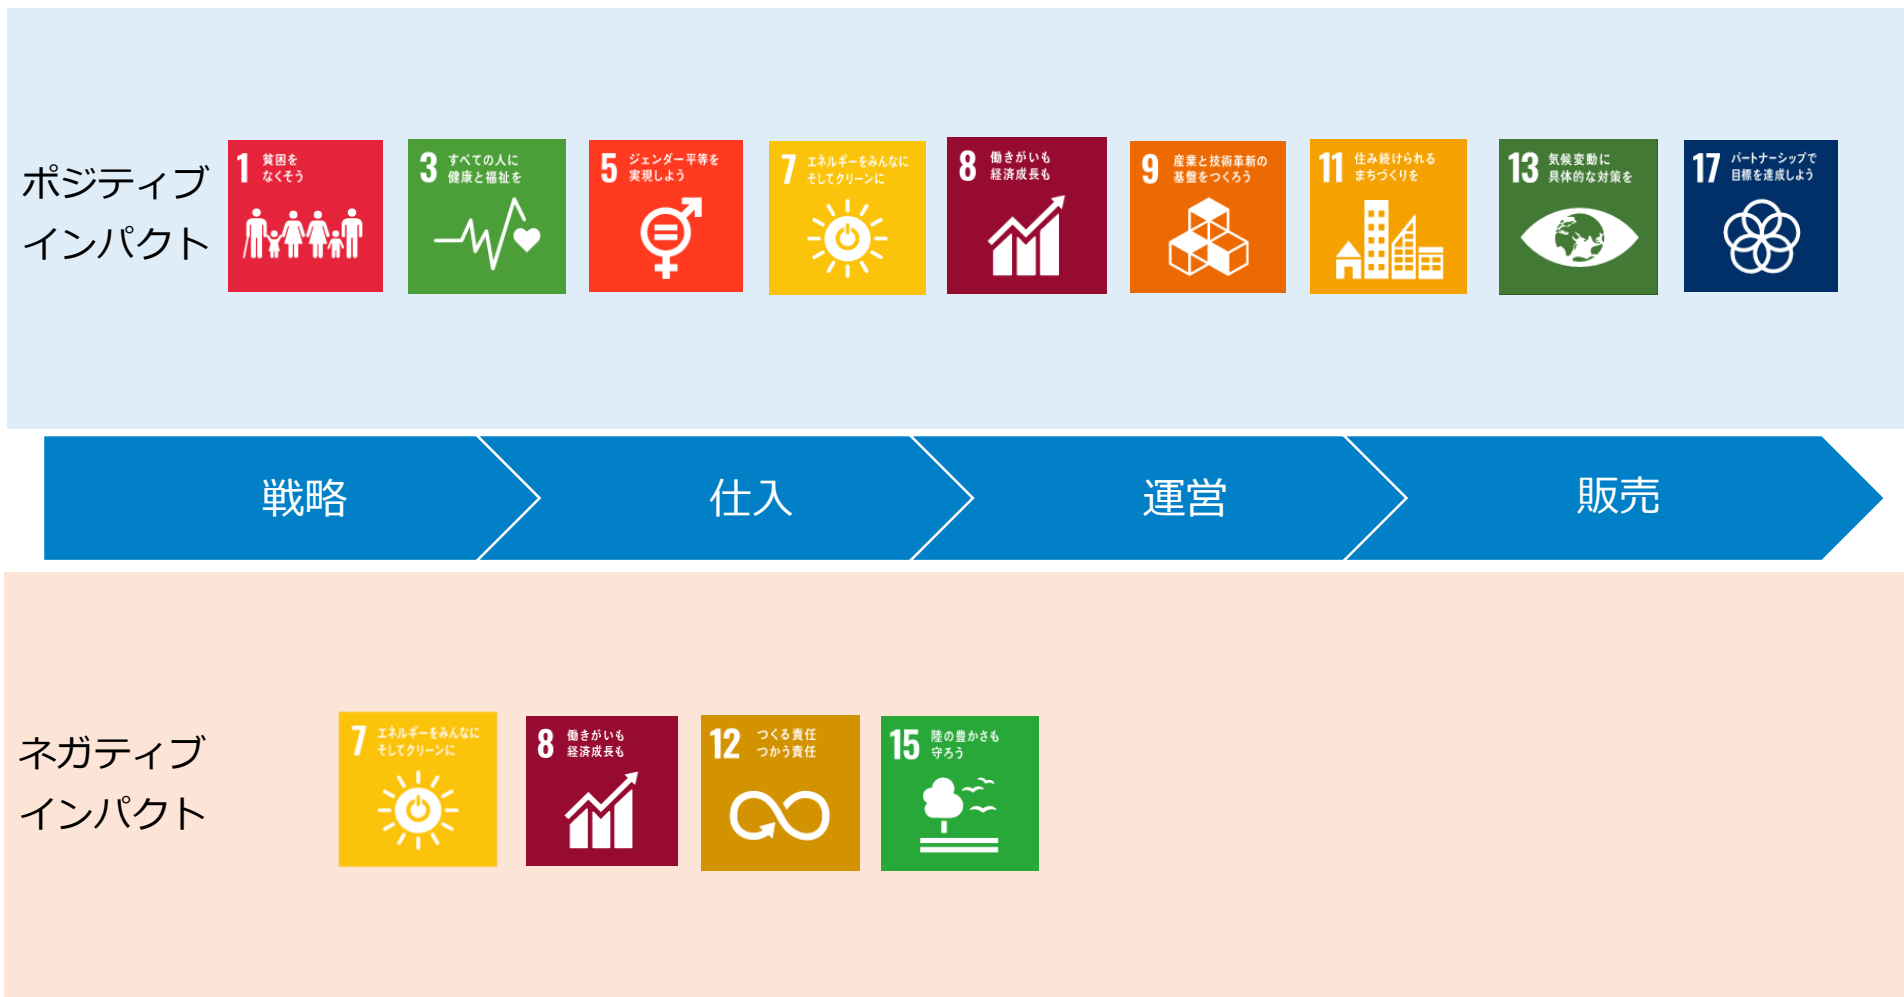 ポジティブ
インパクト
1 貧困を
なくそう
3 すべての人に
健康と福祉を
5 ジェンダー平等を
実現しよう
7 エネルギーをみんなに
そしてクリーンに
8 働きがいも
経済成長も
9 産業と技術革新の
基盤をつくろう
11 住み続けられる
まちづくりを
13 気候変動に
具体的な対策を
17 パートナーシップで
目標を達成しよう
戦略
仕入
運営
販売
ネガティブ
インパクト
7 エネルギーをみんなに
そしてクリーンに
8 働きがいも
経済成長も
12 つくる責任
つかう責任
15 陸の豊かさも
守ろう